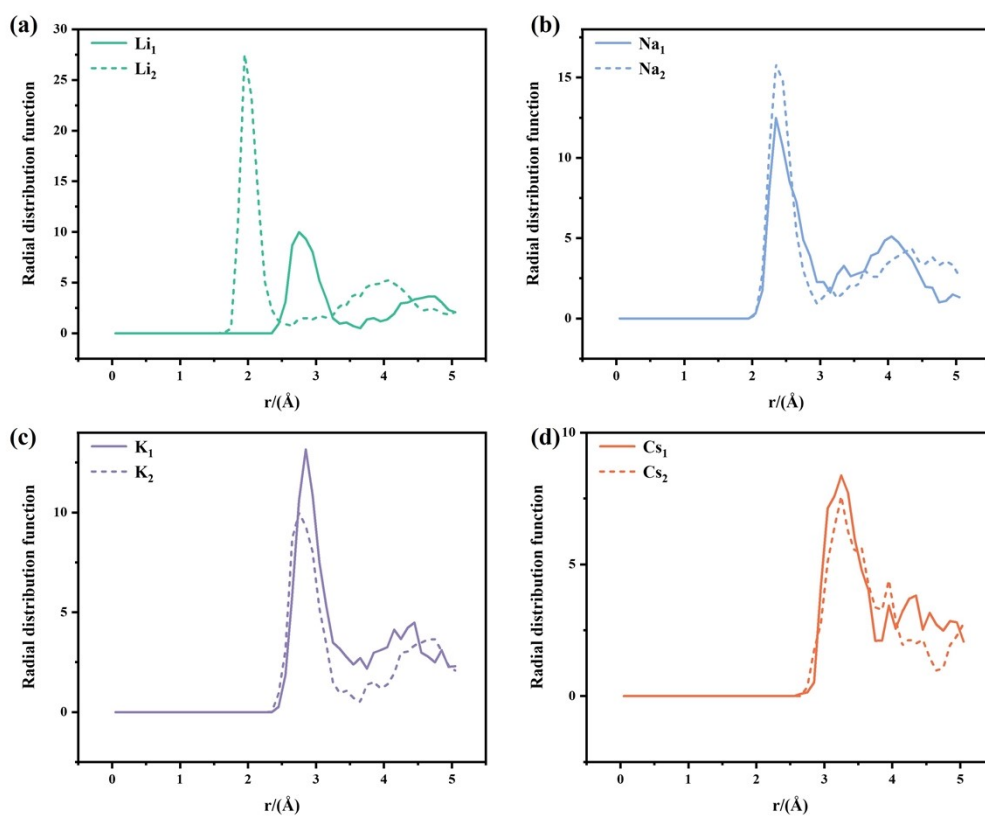 (a)
Li₁
Li₂
Radial distribution function
30
25
20
15
10
5
0
0 1 2 3 4 5
r/(Å)
(b)
Na₁
Na₂
Radial distribution function
15
10
5
0
0 1 2 3 4 5
r/(Å)
(c)
K₁
K₂
Radial distribution function
10
5
0
0 1 2 3 4 5
r/(Å)
(d)
Cs₁
Cs₂
Radial distribution function
10
5
0
0 1 2 3 4 5
r/(Å)